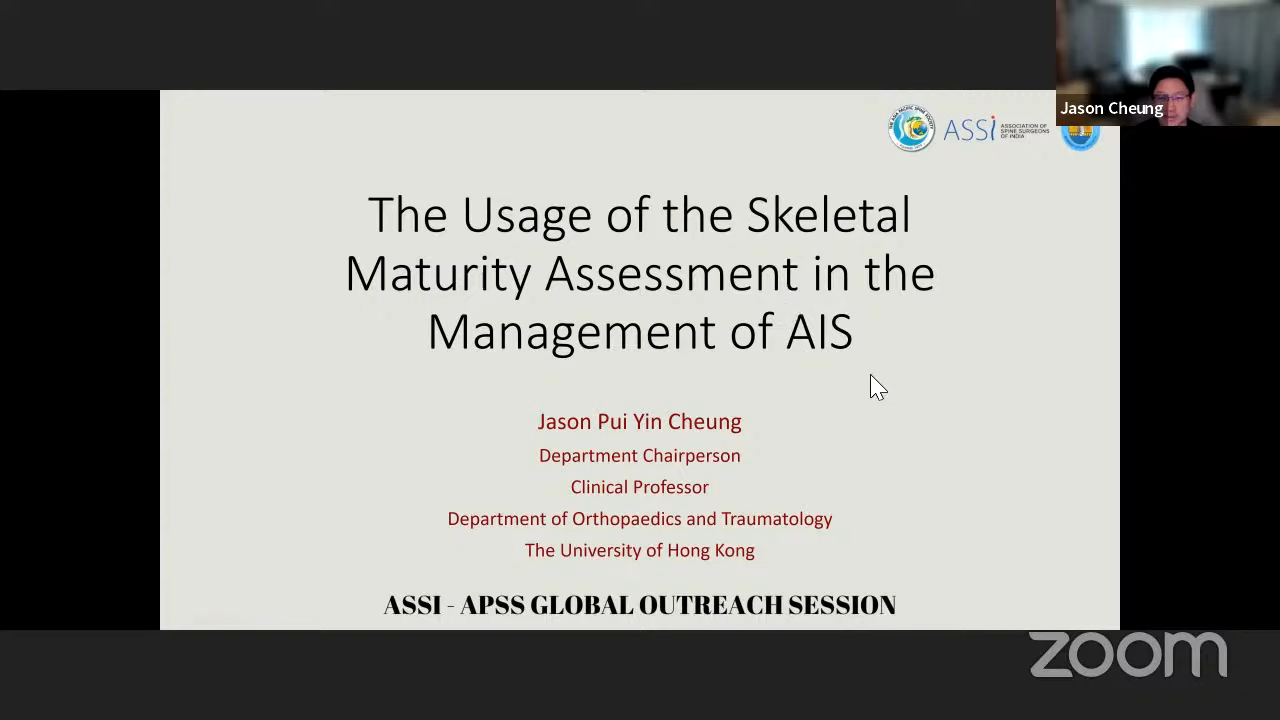 Jason Cheung
ASSi ASSOCIATION OF
SPINE SURGEONS
OF INDIA
The Usage of the Skeletal
Maturity Assessment in the
Management of AIS
Jason Pui Yin Cheung
Department Chairperson
Clinical Professor
Department of Orthopaedics and Traumatology
The University of Hong Kong
ASSI - APSS GLOBAL OUTREACH SESSION
zoom